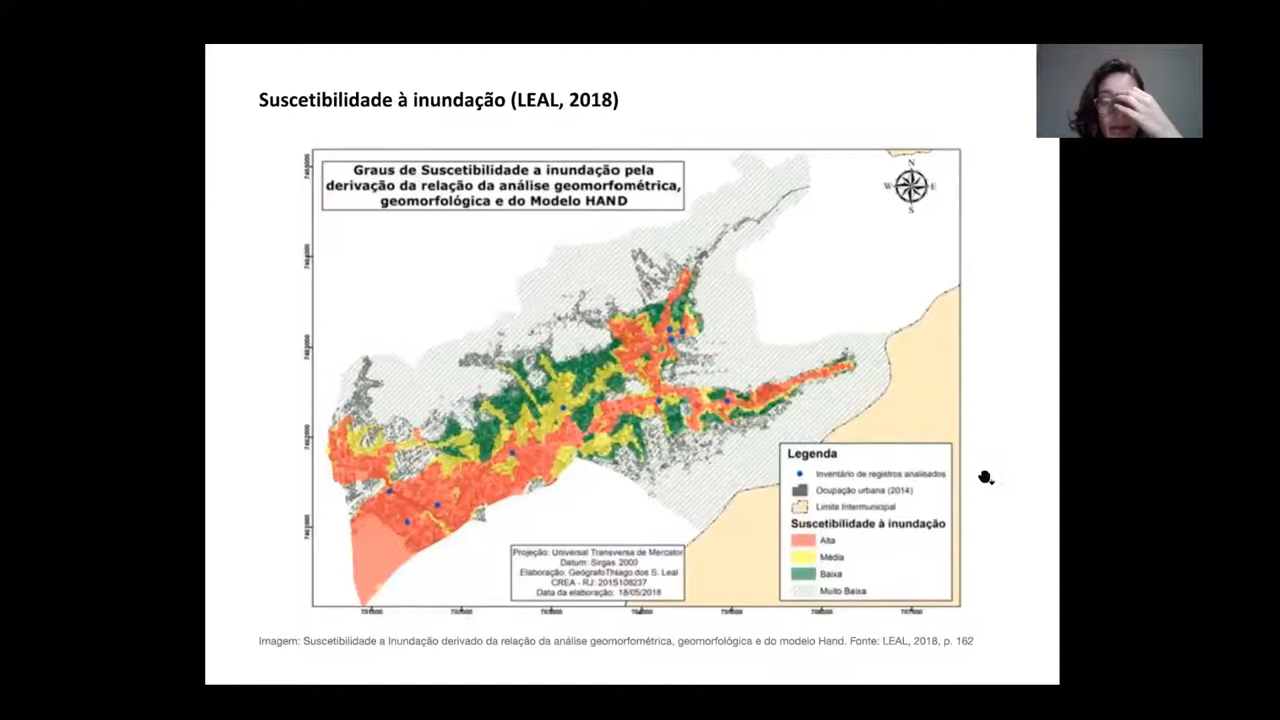 Suscetibilidade à inundação (LEAL, 2018)
Graus de Suscetibilidade a inundação pela
derivação da relação da análise geomorfométrica,
geomorfológica e do Modelo HAND
N
W E
S
Legenda
Inventário de registros analisados
Ocupação urbana (2014)
Limite Intermunicipal
Suscetibilidade à inundação
Alta
Média
Baixa
Muito Baixa
Projeção: Universal Transversa de Mercator
Datum: Sirgas 2000
Elaboração: GeógrafoThiago dos S. Leal
CREA - RJ: 2015108237
Data da elaboração: 18/05/2018
Imagem: Suscetibilidade a Inundação derivado da relação da análise geomorfométrica, geomorfológica e do modelo Hand. Fonte: LEAL, 2018, p. 162